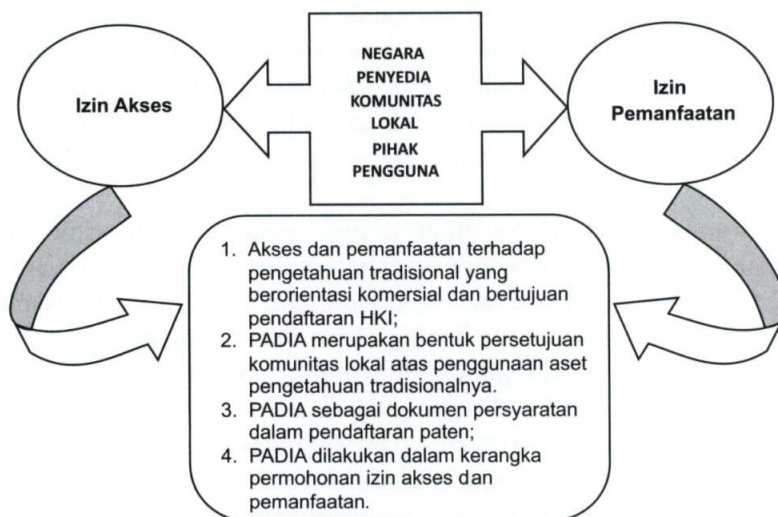 Izin Akses
NEGARA
PENYEDIA
KOMUNITAS
LOKAL
PIHAK
PENGGUNA
Izin
Pemanfaatan
1. Akses dan pemanfaatan terhadap
pengetahuan tradisional yang
berorientasi komersial dan bertujuan
pendaftaran HKI;
2. PADIA merupakan bentuk persetujuan
komunitas lokal atas penggunaan aset
pengetahuan tradisionalnya.
3. PADIA sebagai dokumen persyaratan
dalam pendaftaran paten;
4. PADIA dilakukan dalam kerangka
permohonan izin akses dan
pemanfaatan.